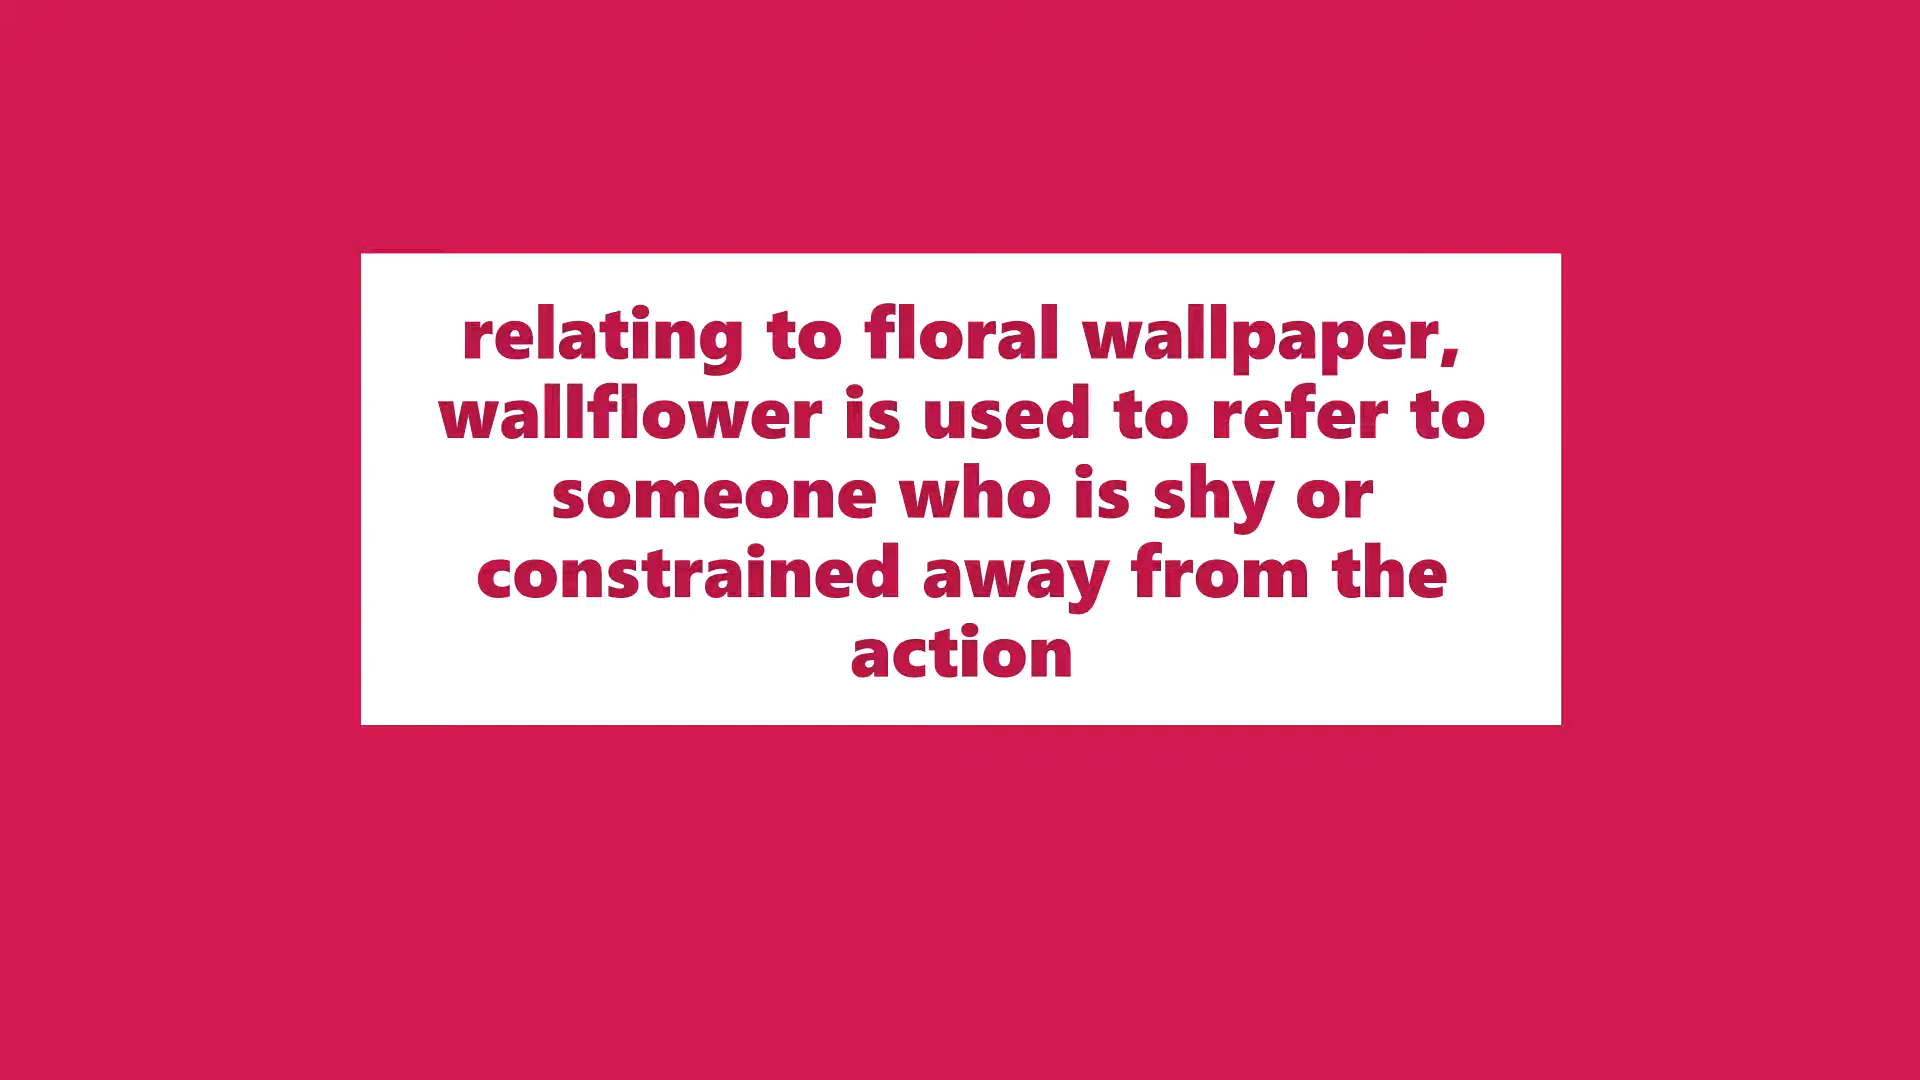 relating to floral wallpaper,
wallflower is used to refer to
someone who is shy or
constrained away from the
action